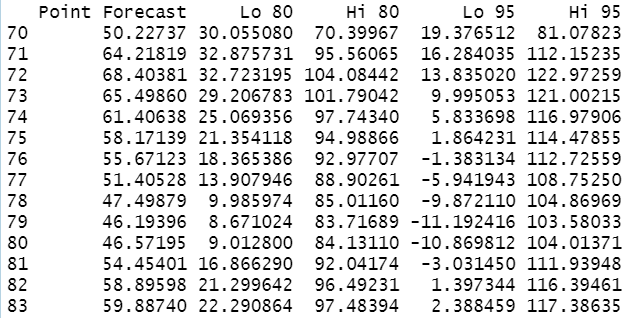 Point Forecast Lo 80 Hi 80 Lo 95 Hi 95
70 50.22737 30.055080 70.39967 19.376512 81.07823
71 64.21819 32.875731 95.56065 16.284035 112.15235
72 68.40381 32.723195 104.08442 13.835020 122.97259
73 65.49860 29.206783 101.79042 9.995053 121.00215
74 61.40638 25.069356 97.74340 5.833698 116.97906
75 58.17139 21.354118 94.98866 1.864231 114.47855
76 55.67123 18.365386 92.97707 -1.383134 112.72559
77 51.40528 13.907946 88.90261 -5.941943 108.75250
78 47.49879 9.985974 85.01160 -9.872110 104.86969
79 46.19396 8.671024 83.71689 -11.192416 103.58033
80 46.57195 9.012800 84.13110 -10.869812 104.01371
81 54.45401 16.866290 92.04174 -3.031450 111.93948
82 58.89598 21.299642 96.49231 1.397344 116.39461
83 59.88740 22.290864 97.48394 2.388459 117.38635